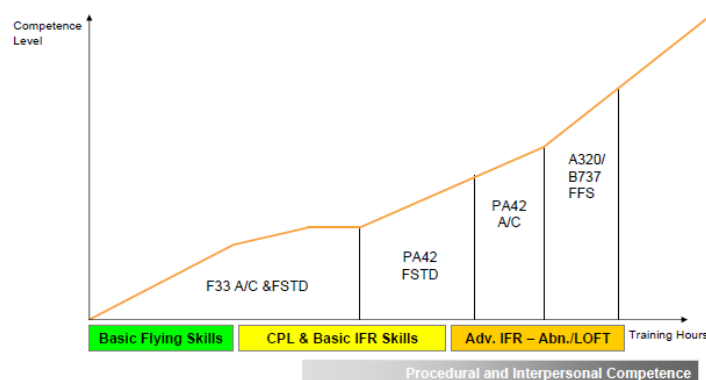 Competence
Level
A320/
B737
FFS
PA42
A/C
PA42
FSTD
F33 A/C &FSTD
Basic Flying Skills
CPL & Basic IFR Skills
Adv. IFR – Abn./LOFT
Training Hours
Procedural and Interpersonal Competence